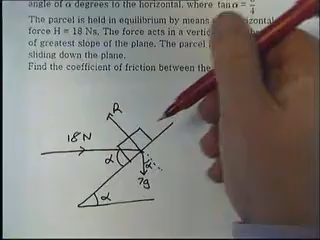 angle of α degrees to the horizontal, where tan α = 3/4
The parcel is held in equilibrium by means horizontal
force H = 18 Ns. The force acts in a vertic
of greatest slope of the plane. The parcel
sliding down the plane.
Find the coefficient of friction between the
R
18 N
α
α
7g
α